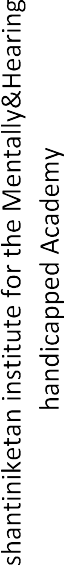 shantiniketan institute for the Mentally&Hearing
handicapped Academy